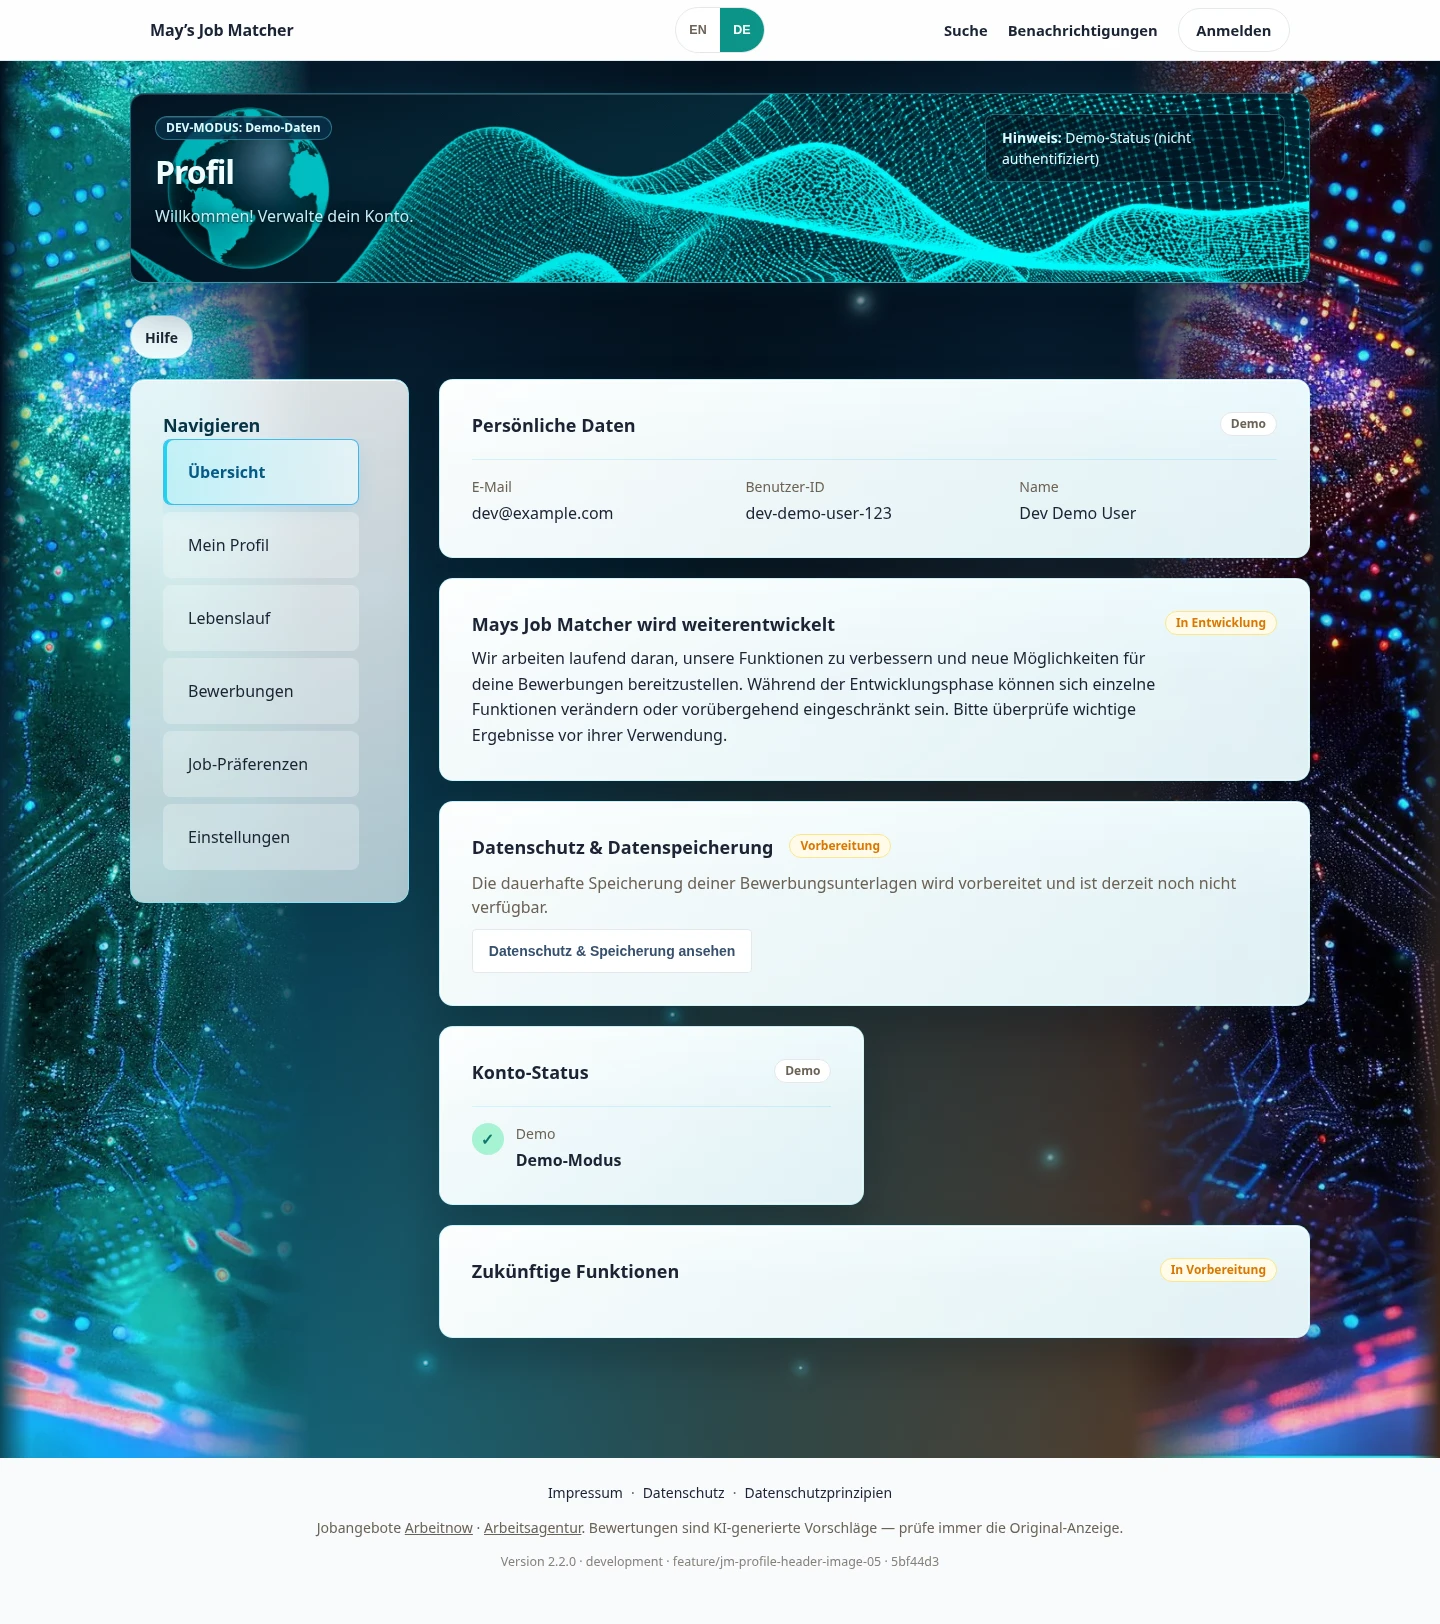 May’s Job Matcher
EN DE
Suche Benachrichtigungen Anmelden
DEV-MODUS: Demo-Daten
Profil
Willkommen! Verwalte dein Konto.
Hinweis: Demo-Status (nicht
authentifiziert)
Hilfe
Navigieren
Übersicht
Mein Profil
Lebenslauf
Bewerbungen
Job-Präferenzen
Einstellungen
Persönliche Daten Demo
E-Mail Benutzer-ID Name
dev@example.com dev-demo-user-123 Dev Demo User
Mays Job Matcher wird weiterentwickelt In Entwicklung
Wir arbeiten laufend daran, unsere Funktionen zu verbessern und neue Möglichkeiten für
deine Bewerbungen bereitzustellen. Während der Entwicklungsphase können sich einzelne
Funktionen verändern oder vorübergehend eingeschränkt sein. Bitte überprüfe wichtige
Ergebnisse vor ihrer Verwendung.
Datenschutz & Datenspeicherung Vorbereitung
Die dauerhafte Speicherung deiner Bewerbungsunterlagen wird vorbereitet und ist derzeit noch nicht
verfügbar.
Datenschutz & Speicherung ansehen
Konto-Status Demo
✓ Demo
Demo-Modus
Zukünftige Funktionen In Vorbereitung
Impressum · Datenschutz · Datenschutzprinzipien
Jobangebote Arbeitnow · Arbeitsagentur. Bewertungen sind KI-generierte Vorschläge — prüfe immer die Original-Anzeige.
Version 2.2.0 · development · feature/jm-profile-header-image-05 · 5bf44d3